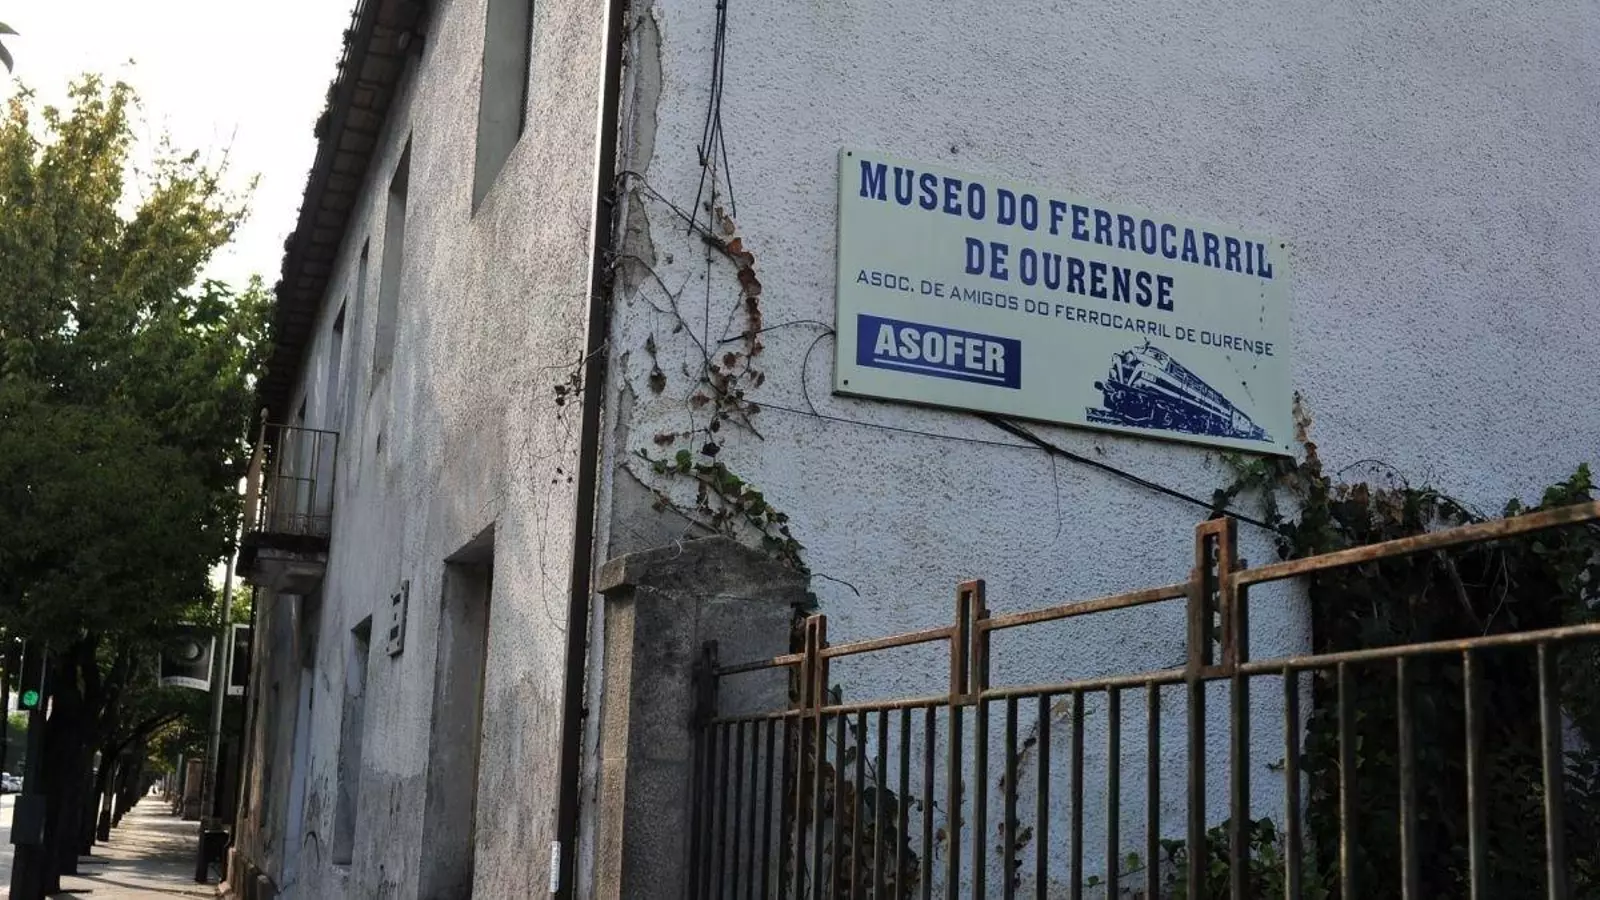 MUSEO DO FERROCARRIL
DE OURENSE
ASOC. DE AMIGOS DO FERROCARRIL DE OURENSE
ASOFER